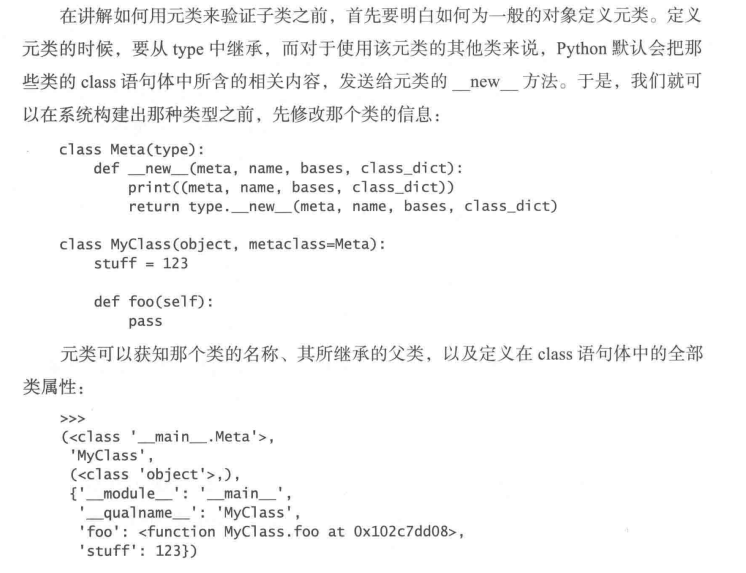 在讲解如何用元类来验证子类之前，首先要明白如何为一般的对象定义元类。定义
元类的时候，要从 type 中继承，而对于使用该元类的其他类来说，Python 默认会把那
些类的 class 语句体中所含的相关内容，发送给元类的 __new__ 方法。于是，我们就可
以在系统构建出那种类型之前，先修改那个类的信息：
class Meta(type):
    def __new__(meta, name, bases, class_dict):
        print((meta, name, bases, class_dict))
        return type.__new__(meta, name, bases, class_dict)
class MyClass(object, metaclass=Meta):
    stuff = 123
    def foo(self):
        pass
元类可以获知那个类的名称、其所继承的父类，以及定义在 class 语句体中的全部
类属性：
>>>
(<class '__main__.Meta'>,
 'MyClass',
 (<class 'object'>,),
 {'__module__': '__main__',
  '__qualname__': 'MyClass',
  'foo': <function MyClass.foo at 0x102c7dd08>,
  'stuff': 123})